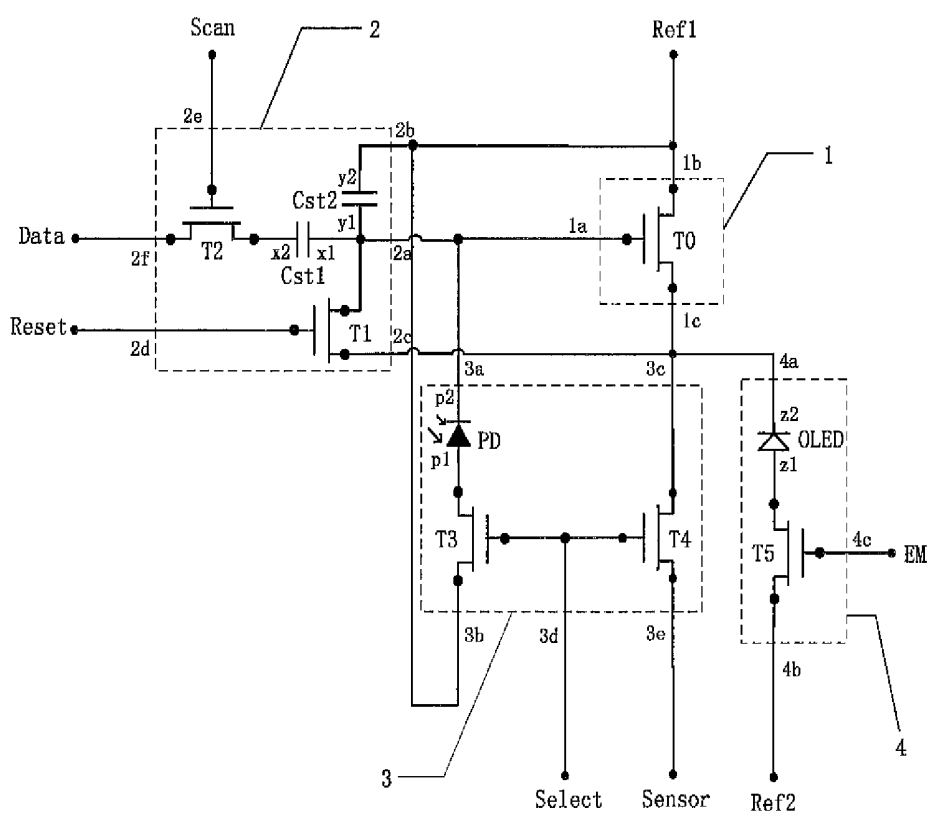 Scan
2
Ref1
2e
2b
1b
1
y2
Cst2
y1
1a
Data
T2
T0
2f
x2
x1
2a
Cst1
Reset
T1
2c
1c
2d
3a
3c
4a
p2
z2
PD
OLED
p1
z1
T3
T4
T5
4c
EM
3b
3d
3e
4b
3
4
Select
Sensor
Ref2